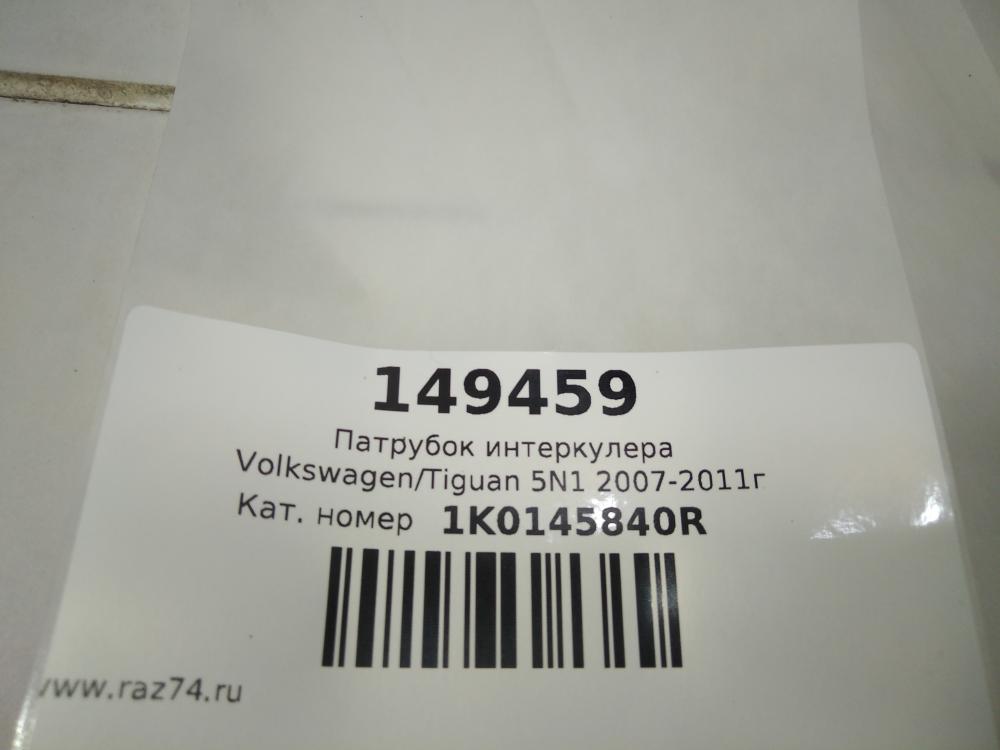 149459
Патрубок интеркулера
Volkswagen/Tiguan 5N1 2007-2011г
Кат. номер 1K0145840R
www.raz74.ru